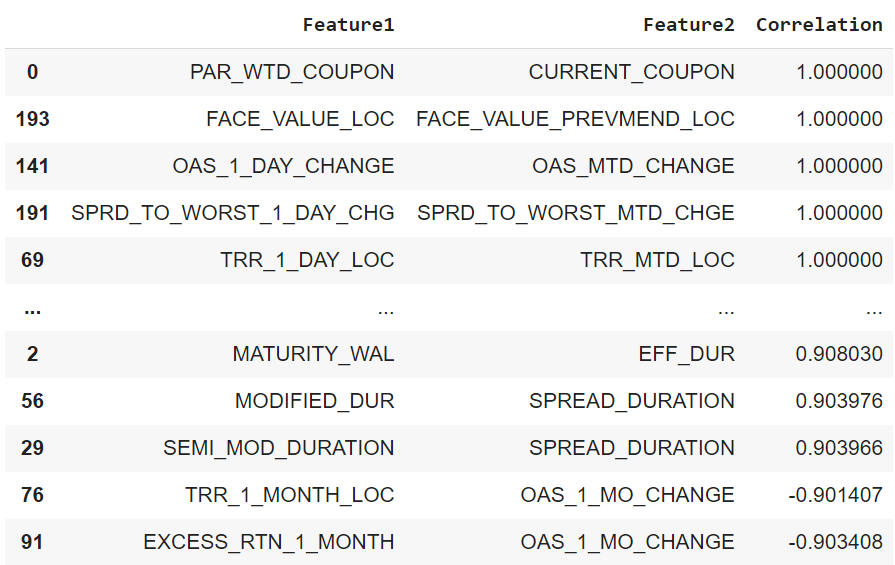 Feature1 Feature2 Correlation
0 PAR_WTD_COUPON CURRENT_COUPON 1.000000
193 FACE_VALUE_LOC FACE_VALUE_PREVMEND_LOC 1.000000
141 OAS_1_DAY_CHANGE OAS_MTD_CHANGE 1.000000
191 SPRD_TO_WORST_1_DAY_CHG SPRD_TO_WORST_MTD_CHGE 1.000000
69 TRR_1_DAY_LOC TRR_MTD_LOC 1.000000
... ... ... ...
2 MATURITY_WAL EFF_DUR 0.908030
56 MODIFIED_DUR SPREAD_DURATION 0.903976
29 SEMI_MOD_DURATION SPREAD_DURATION 0.903966
76 TRR_1_MONTH_LOC OAS_1_MO_CHANGE -0.901407
91 EXCESS_RTN_1_MONTH OAS_1_MO_CHANGE -0.903408